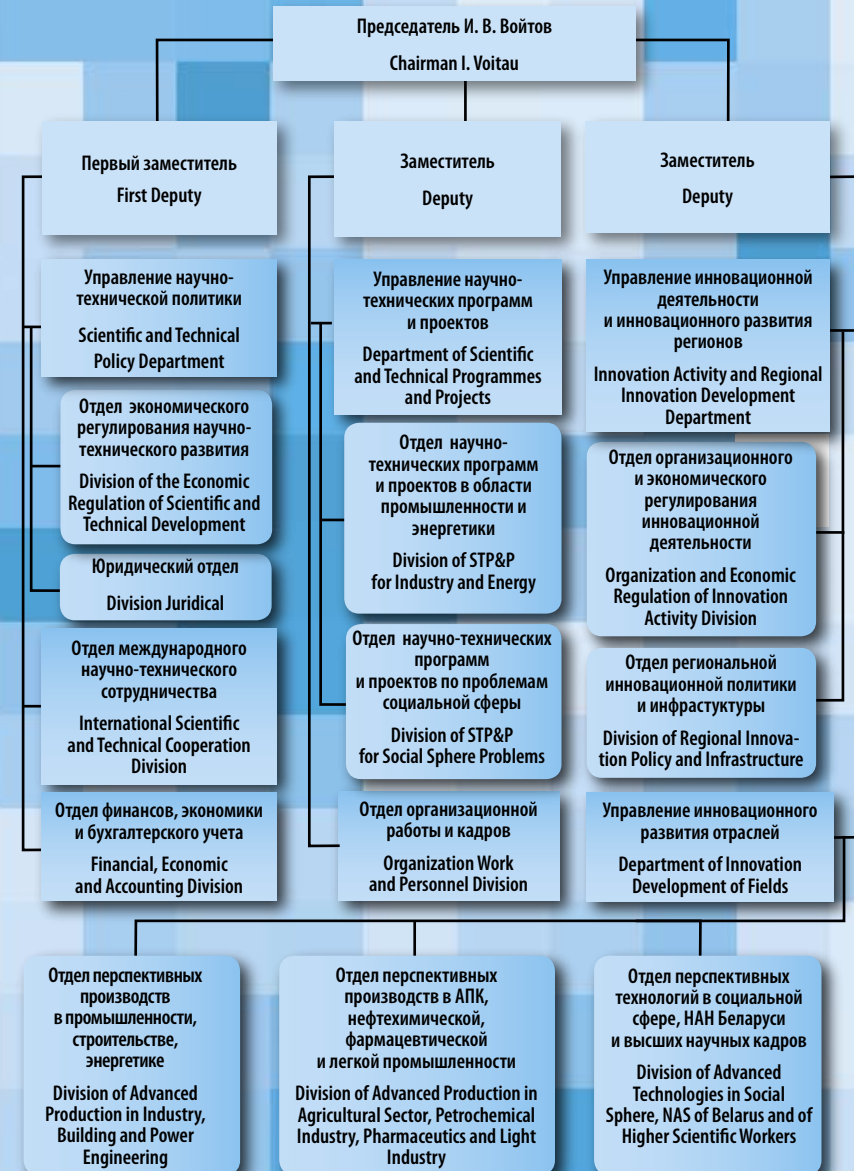 Председатель И. В. Войтов
Chairman I. Voitau
Первый заместитель
First Deputy
Заместитель
Deputy
Заместитель
Deputy
Управление научно-
технической политики
Scientific and Technical
Policy Department
Отдел экономического
регулирования научно-
технического развития
Division of the Economic
Regulation of Scientific and
Technical Development
Юридический отдел
Division Juridical
Отдел международного
научно-технического
сотрудничества
International Scientific
and Technical Cooperation
Division
Отдел финансов, экономики
и бухгалтерского учета
Financial, Economic
and Accounting Division
Управление научно-
технических программ
и проектов
Department of Scientific
and Technical Programmes
and Projects
Отдел научно-
технических программ
и проектов в области
промышленности и
энергетики
Division of STP&P
for Industry and Energy
Отдел научно-технических
программ
и проектов по проблемам
социальной сферы
Division of STP&P
for Social Sphere Problems
Отдел организационной
работы и кадров
Organization Work
and Personnel Division
Управление инновационной
деятельности
и инновационного развития
регионов
Innovation Activity and Regional
Innovation Development
Department
Отдел организационного
и экономического
регулирования
инновационной
деятельности
Organization and Economic
Regulation of Innovation
Activity Division
Отдел региональной
инновационной политики
и инфрастуктуры
Division of Regional Innova-
tion Policy and Infrastructure
Управление инновационного
развития отраслей
Department of Innovation
Development of Fields
Отдел перспективных
производств
в промышленности,
строительстве,
энергетике
Division of Advanced
Production in Industry,
Building and Power
Engineering
Отдел перспективных
производств в АПК,
нефтехимической,
фармацевтической
и легкой промышленности
Division of Advanced Production in
Agricultural Sector, Petrochemical
Industry, Pharmaceutics and Light
Industry
Отдел перспективных
технологий в социальной
сфере, НАН Беларуси
и высших научных кадров
Division of Advanced
Technologies in Social
Sphere, NAS of Belarus and of
Higher Scientific Workers